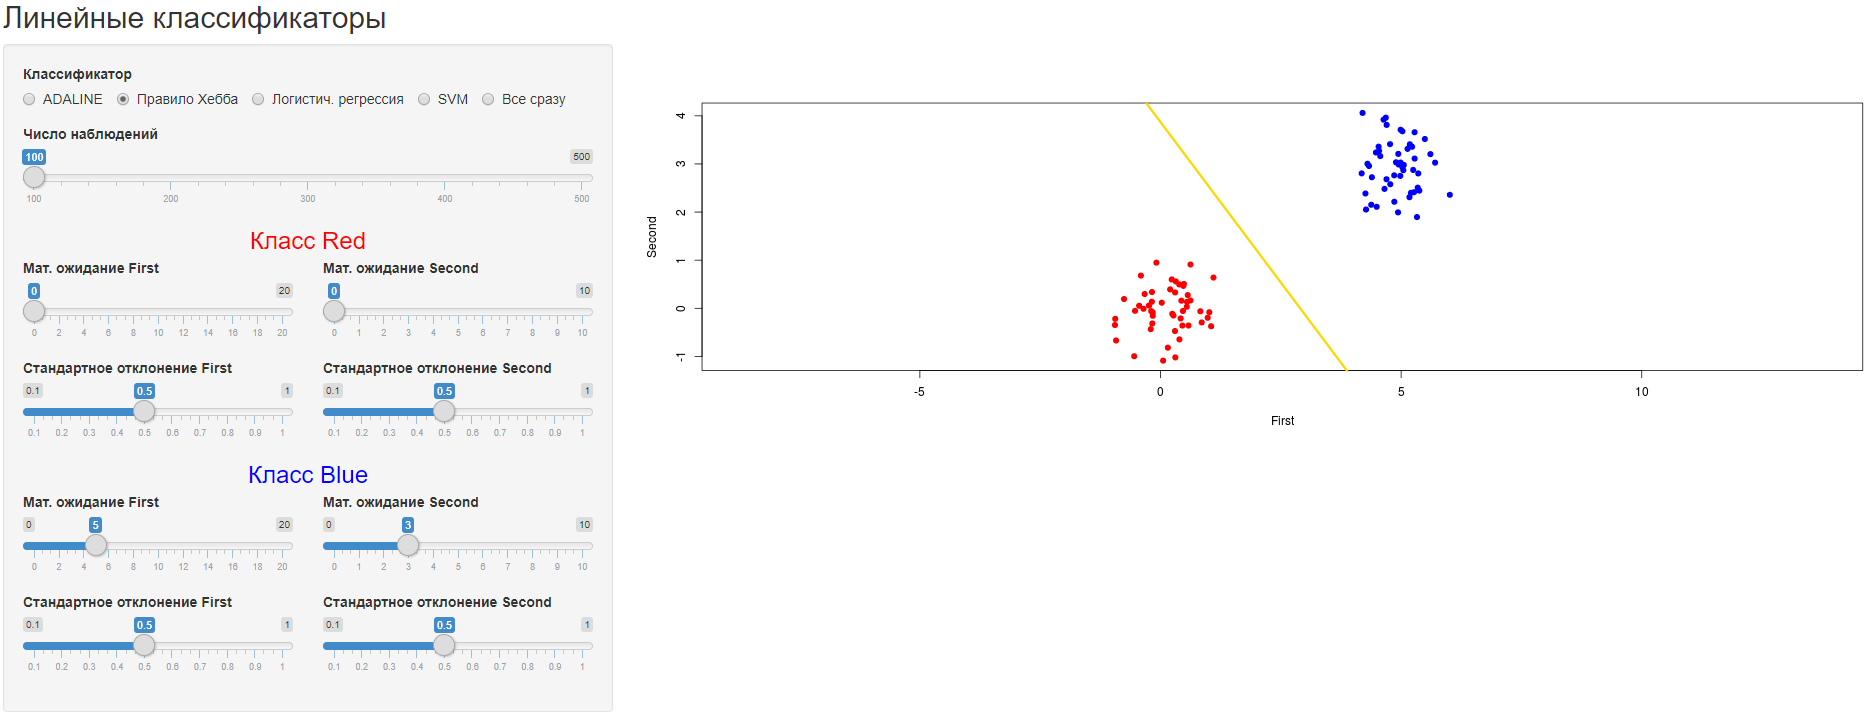 Линейные классификаторы
Классификатор
ADALINE Правило Хебба Логистич. регрессия SVM Все сразу
Число наблюдений
100 500
100 200 300 400 500
Класс Red
Мат. ожидание First Мат. ожидание Second
0 20 0 10
0 2 4 6 8 10 12 14 16 18 20 0 1 2 3 4 5 6 7 8 9 10
Стандартное отклонение First Стандартное отклонение Second
0.1 0.5 1 0.1 0.5 1
0.1 0.2 0.3 0.4 0.5 0.6 0.7 0.8 0.9 1 0.1 0.2 0.3 0.4 0.5 0.6 0.7 0.8 0.9 1
Класс Blue
Мат. ожидание First Мат. ожидание Second
0 5 20 0 3 10
0 2 4 6 8 10 12 14 16 18 20 0 1 2 3 4 5 6 7 8 9 10
Стандартное отклонение First Стандартное отклонение Second
0.1 0.5 1 0.1 0.5 1
0.1 0.2 0.3 0.4 0.5 0.6 0.7 0.8 0.9 1 0.1 0.2 0.3 0.4 0.5 0.6 0.7 0.8 0.9 1
Second
4
3
2
1
0
-1
-5 0 5 10
First